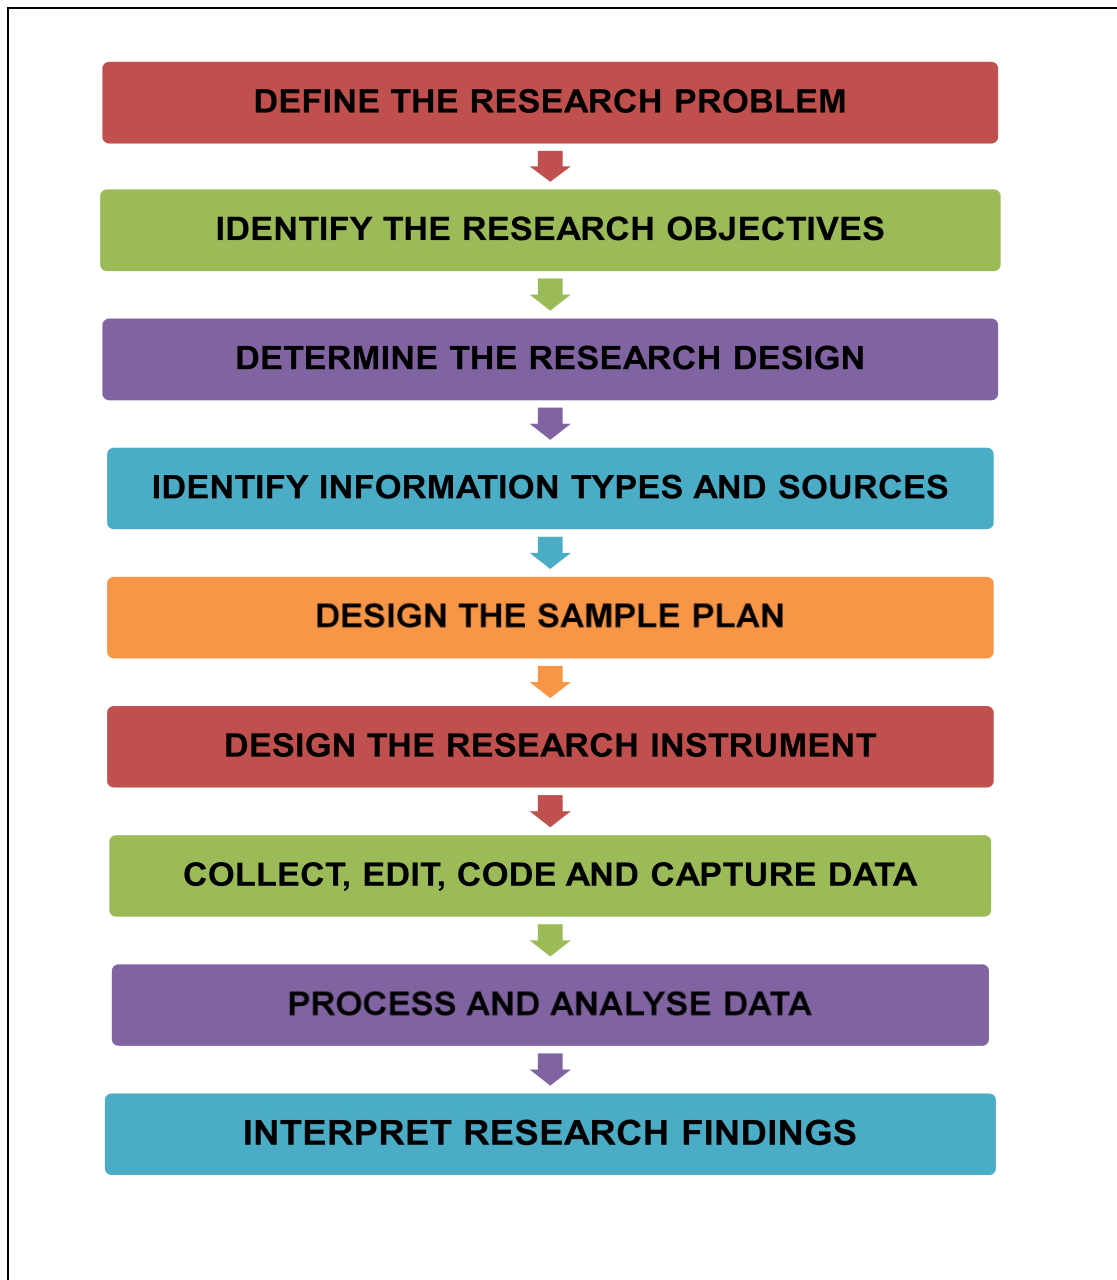 DEFINE THE RESEARCH PROBLEM
IDENTIFY THE RESEARCH OBJECTIVES
DETERMINE THE RESEARCH DESIGN
IDENTIFY INFORMATION TYPES AND SOURCES
DESIGN THE SAMPLE PLAN
DESIGN THE RESEARCH INSTRUMENT
COLLECT, EDIT, CODE AND CAPTURE DATA
PROCESS AND ANALYSE DATA
INTERPRET RESEARCH FINDINGS